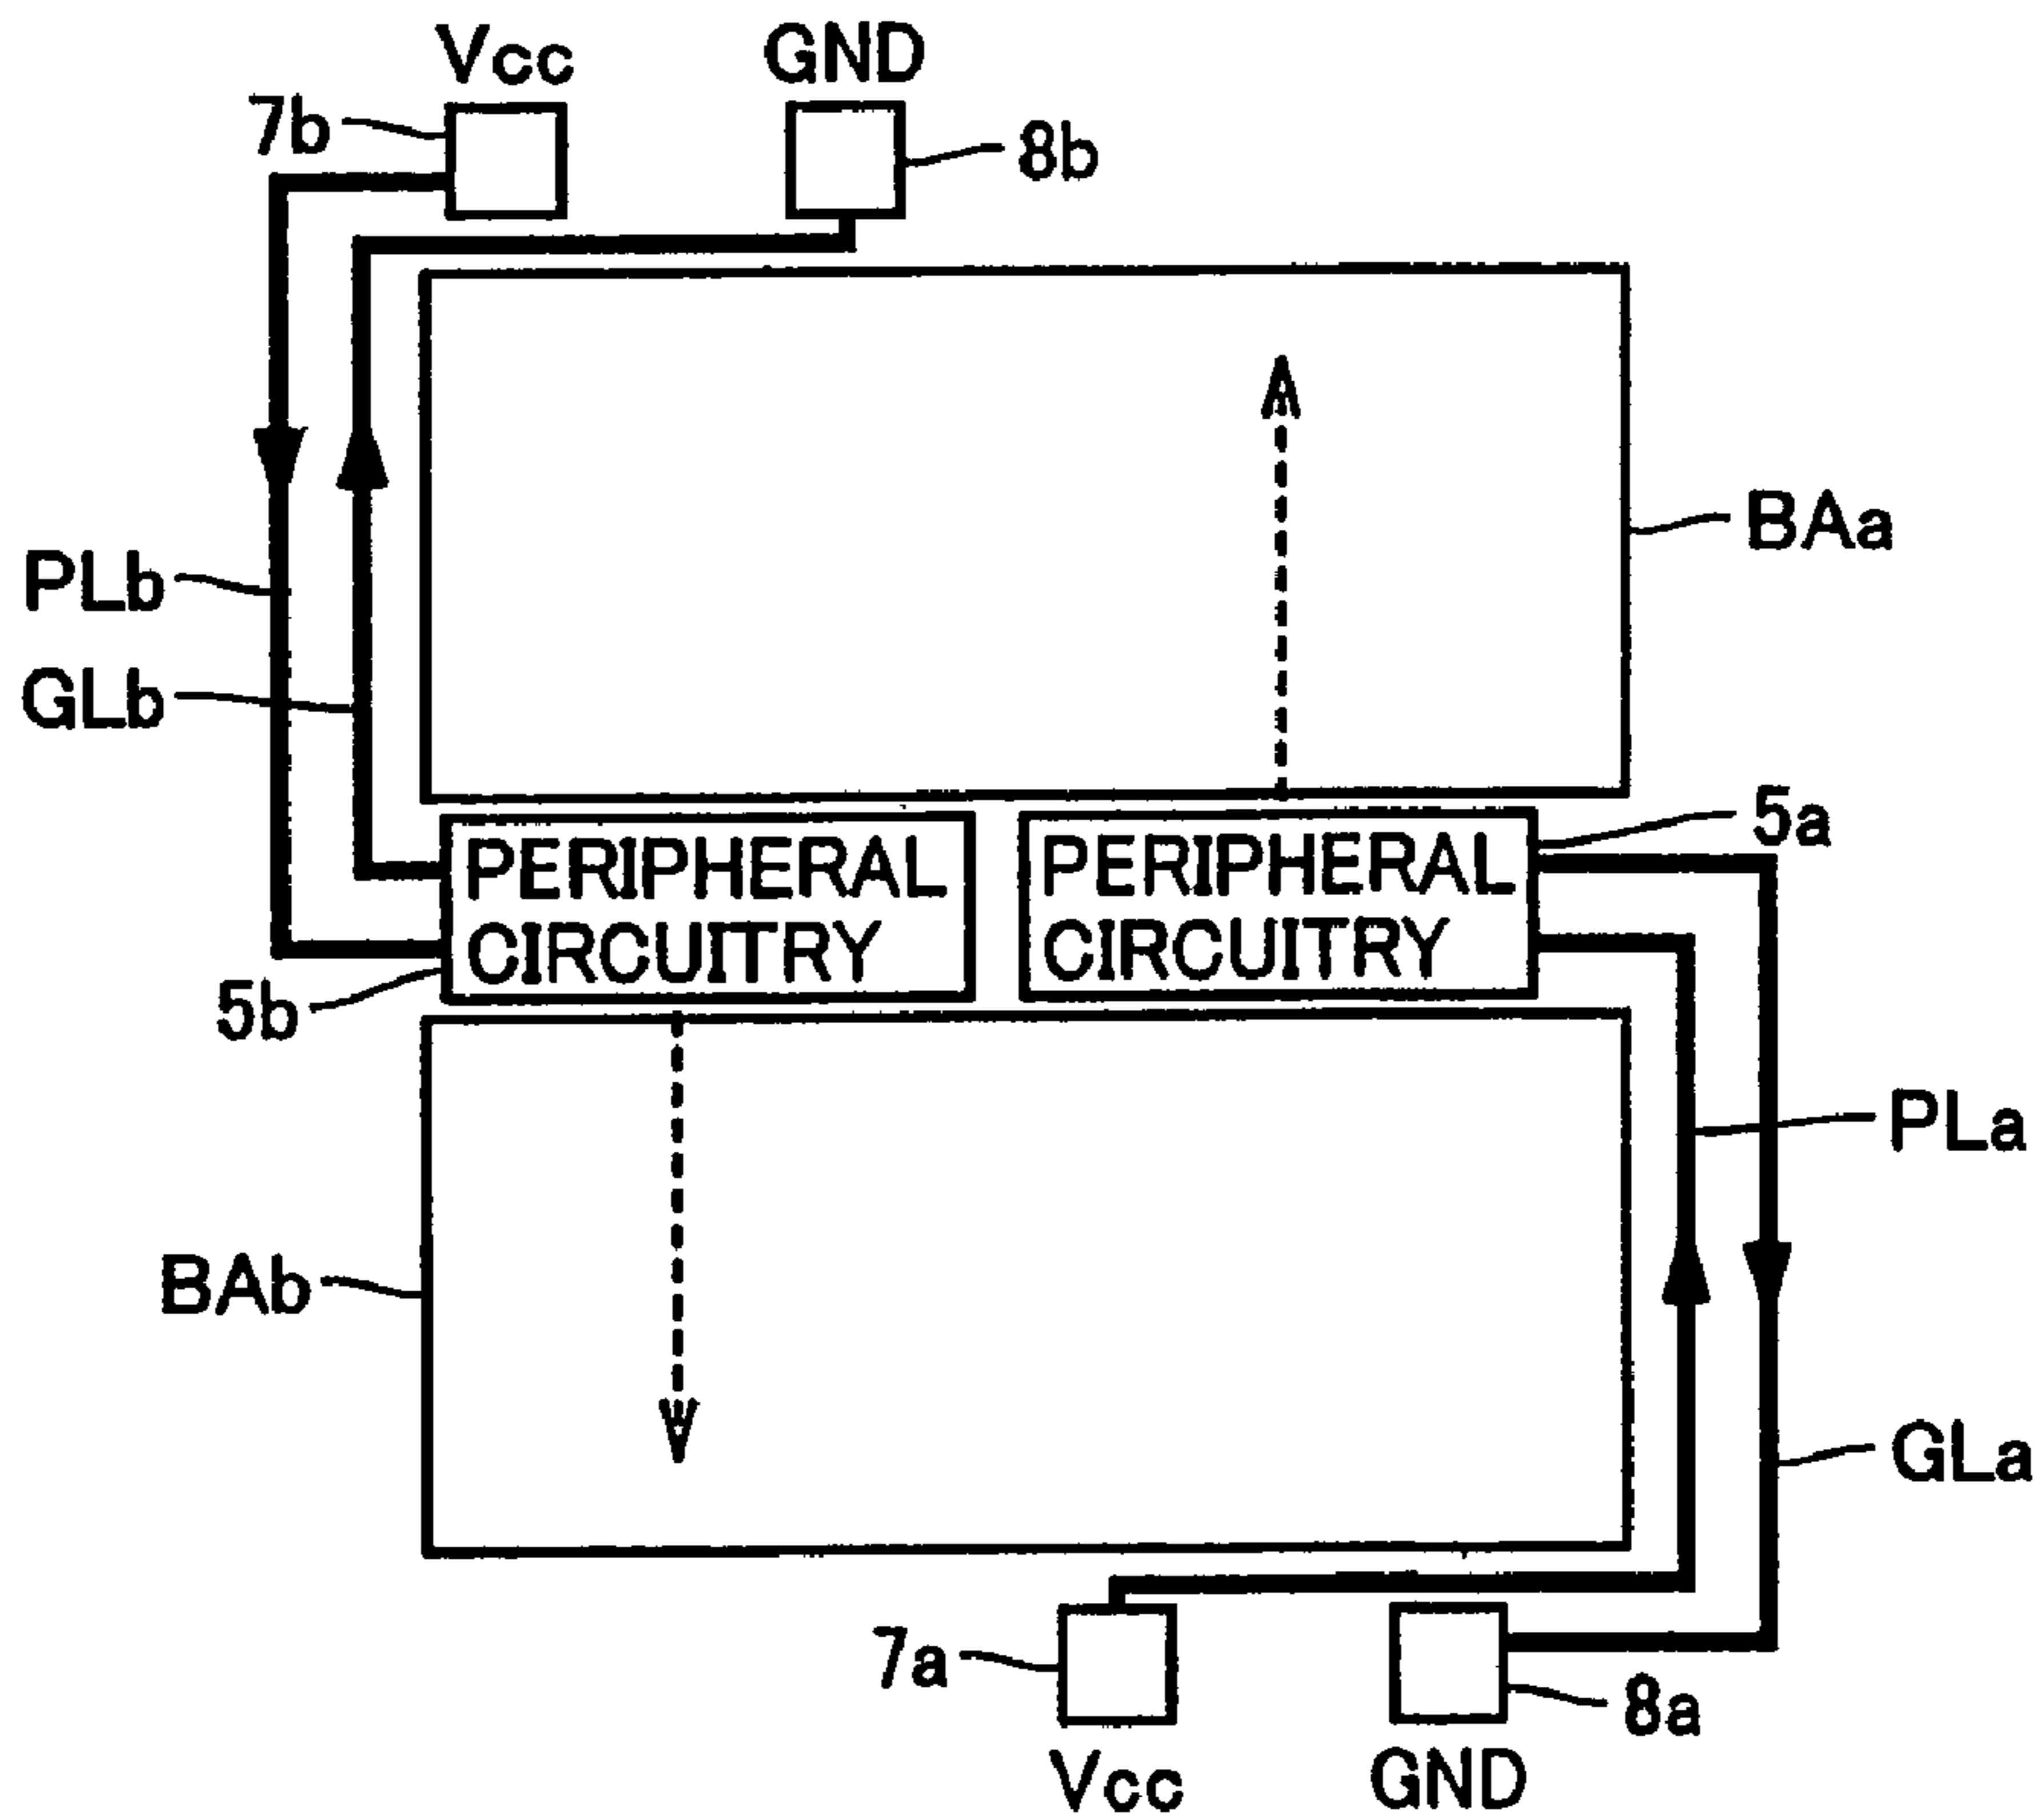 Vcc
GND
7b
8b
BAa
PLb
GLb
5a
PERIPHERAL
CIRCUITRY
PERIPHERAL
CIRCUITRY
5b
PLa
BAb
GLa
7a
8a
Vcc
GND